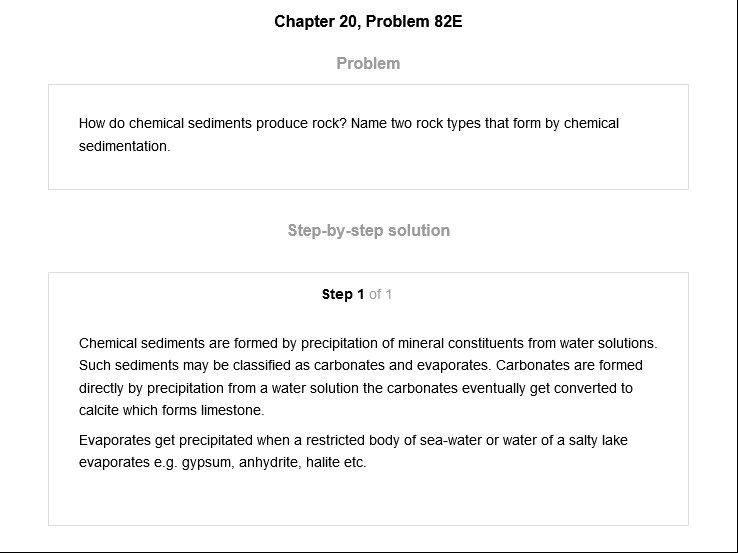 Chapter 20, Problem 82E
Problem
How do chemical sediments produce rock? Name two rock types that form by chemical
sedimentation.
Step-by-step solution
Step 1 of 1
Chemical sediments are formed by precipitation of mineral constituents from water solutions.
Such sediments may be classified as carbonates and evaporates. Carbonates are formed
directly by precipitation from a water solution the carbonates eventually get converted to
calcite which forms limestone.
Evaporates get precipitated when a restricted body of sea-water or water of a salty lake
evaporates e.g. gypsum, anhydrite, halite etc.